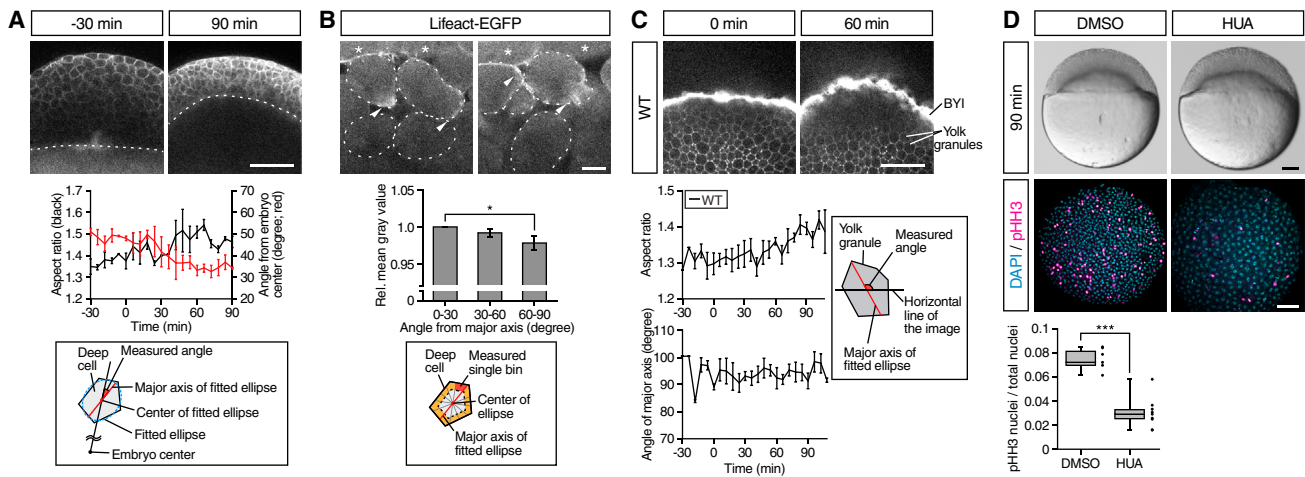 A
-30 min
90 min
Aspect ratio (black)
1.7
1.6
1.5
1.4
1.3
1.2
70
60
50
40
30
20
Angle from embryo
center (degree; red)
-30
0
30
60
90
Time (min)
Deep
cell
Measured angle
Major axis of fitted ellipse
Center of fitted ellipse
Fitted ellipse
Embryo center
B
Lifeact-EGFP
*
*
*
*
Rel. mean gray value
1.05
1.00
0.95
0
*
0-30
30-60
60-90
Angle from major axis (degree)
Deep
cell
Measured
single bin
Center of
ellipse
Major axis of
fitted ellipse
C
0 min
60 min
WT
BYI
Yolk
granules
Aspect ratio
1.5
1.4
1.3
1.2
WT
Angle of major axis (degree)
110
100
90
80
70
-30
0
30
60
90
Time (min)
Yolk
granule
Measured
angle
Horizontal
line of
the image
Major axis of
fitted ellipse
D
DMSO
HUA
90 min
DAPI / pHH3
pHH3 nuclei / total nuclei
0.1
0.08
0.06
0.04
0.02
0
***
DMSO
HUA